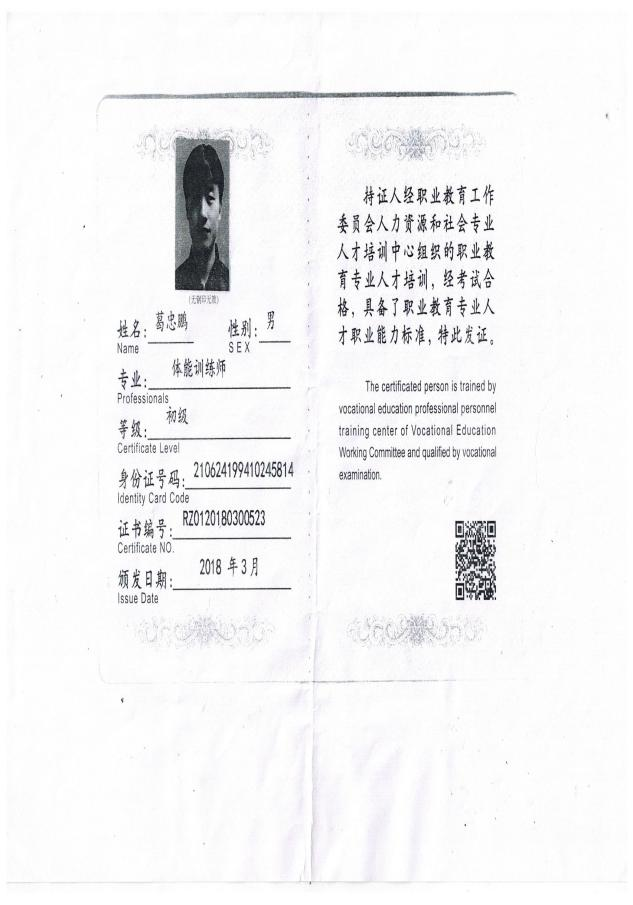 (无钢印无效)
姓名: 葛忠鹏 性别: 男
Name SEX
专业: 体能训练师
Professionals
等级: 初级
Certificate Level
身份证号码: 210624199410245814
Identity Card Code
证书编号: RZ0120180300523
Certificate NO.
颁发日期: 2018 年3月
Issue Date
持证人经职业教育工作
委员会人力资源和社会专业
人才培训中心组织的职业教
育专业人才培训，经考试合
格，具备了职业教育专业人
才职业能力标准，特此发证。
The certificated person is trained by
vocational education professional personnel
training center of Vocational Education
Working Committee and qualified by vocational
examination.